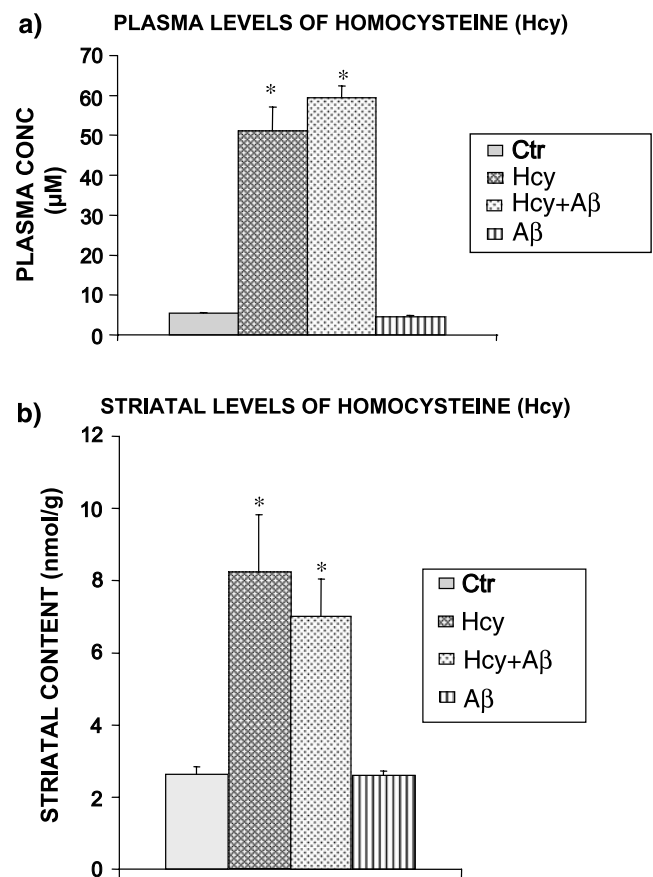 a) PLASMA LEVELS OF HOMOCYSTEINE (Hcy)
70
60
50
40
30
20
10
0
PLASMA CONC
(µM)
*
*
Ctr
Hcy
Hcy+Aβ
Aβ
b) STRIATAL LEVELS OF HOMOCYSTEINE (Hcy)
12
10
8
6
4
2
0
STRIATAL CONTENT (nmol/g)
*
*
Ctr
Hcy
Hcy+Aβ
Aβ